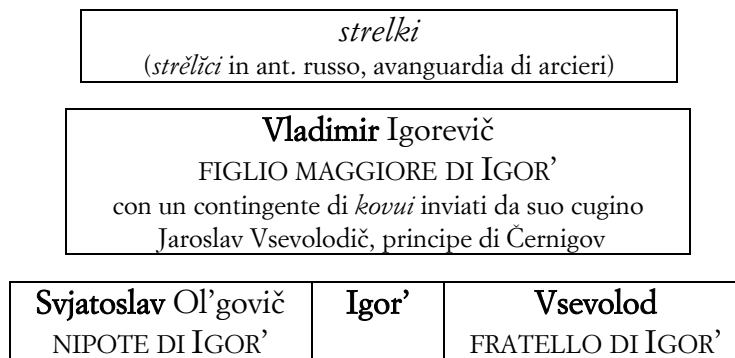 strelki
(strělĭci in ant. russo, avanguardia di arcieri)
Vladimir Igorevič
FIGLIO MAGGIORE DI IGOR’
con un contingente di kovui inviati da suo cugino
Jaroslav Vsevolodič, principe di Černigov
Svjatoslav Ol’govič Igor’ Vsevolod
NIPOTE DI IGOR’ FRATELLO DI IGOR’